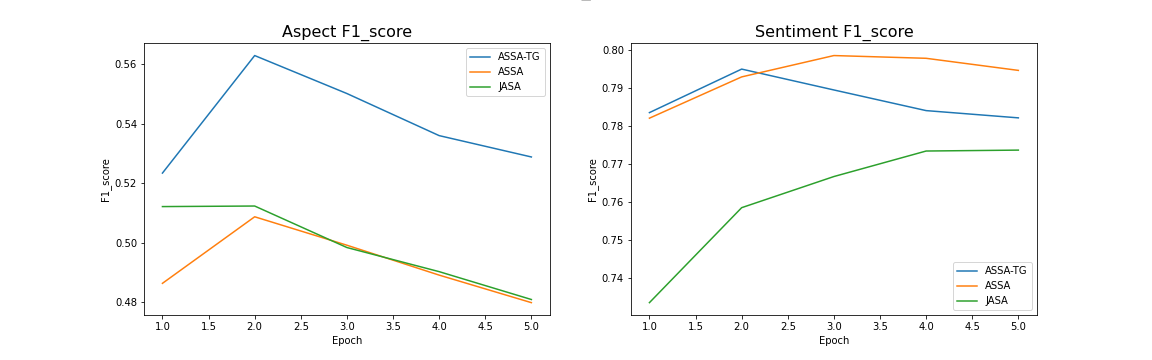 Aspect F1_score
F1_score
0.56
0.54
0.52
0.50
0.48
1.0 1.5 2.0 2.5 3.0 3.5 4.0 4.5 5.0
Epoch
ASSA-TG
ASSA
JASA
Sentiment F1_score
F1_score
0.80
0.79
0.78
0.77
0.76
0.75
0.74
1.0 1.5 2.0 2.5 3.0 3.5 4.0 4.5 5.0
Epoch
ASSA-TG
ASSA
JASA